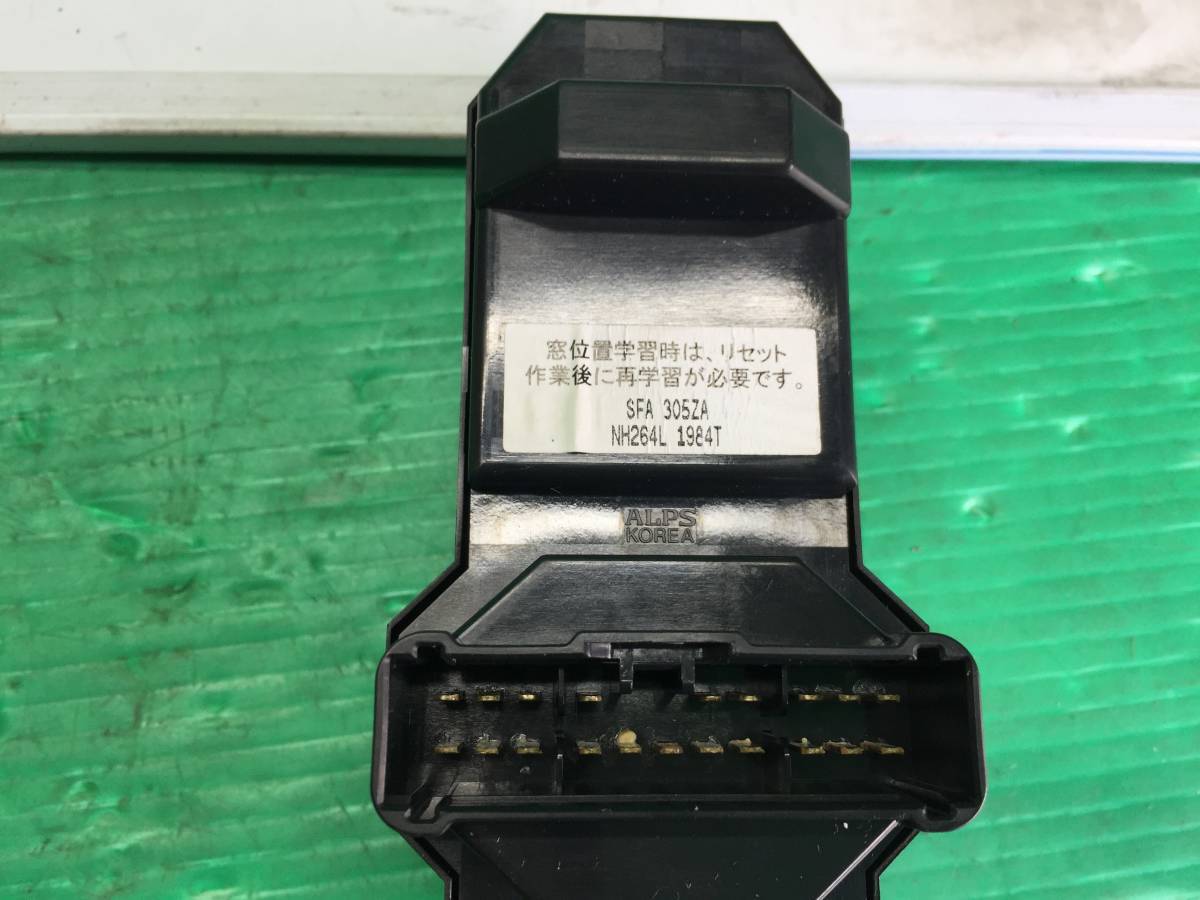 窓位置学習時は、リセット
作業後に再学習が必要です。
SFA 305ZA
NH264L 1984T
ALPS
KOREA